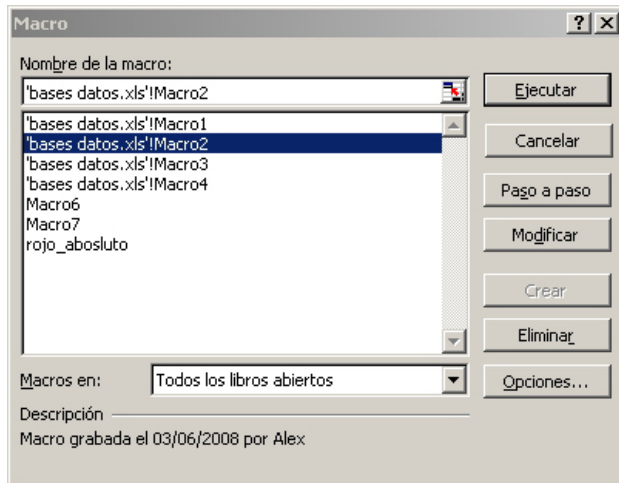 Macro
Nombre de la macro:
'bases datos.xls'!Macro2
'bases datos.xls'!Macro1
'bases datos.xls'!Macro2
'bases datos.xls'!Macro3
'bases datos.xls'!Macro4
Macro6
Macro7
rojo_abosluto
Macros en:
Todos los libros abiertos
Descripción
Macro grabada el 03/06/2008 por Alex
Ejecutar
Cancelar
Paso a paso
Modificar
Crear
Eliminar
Opciones...